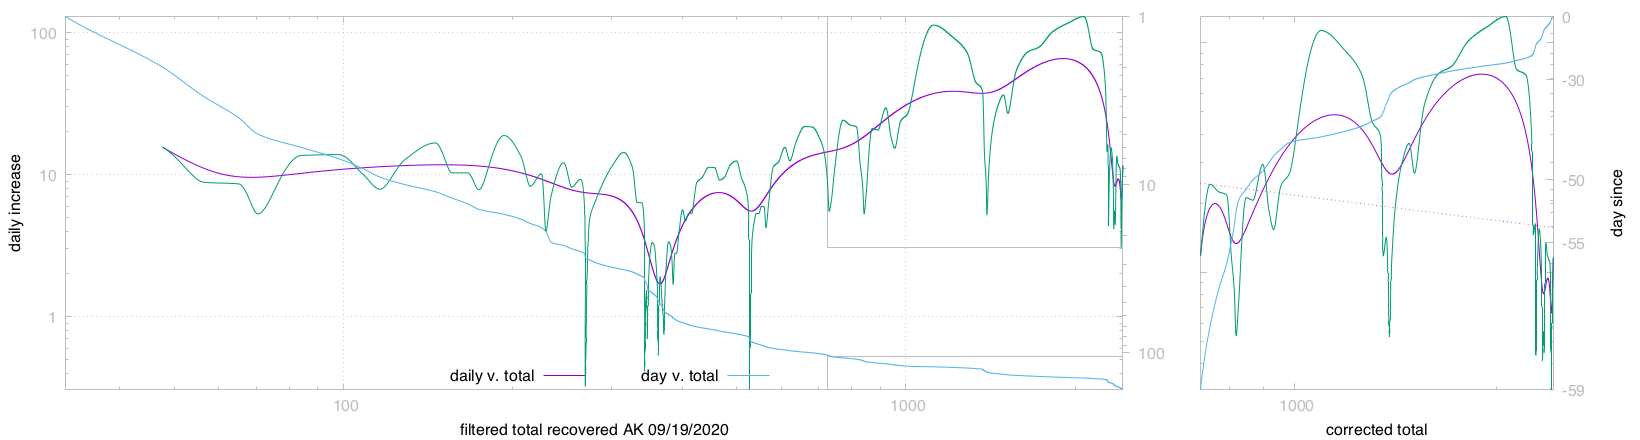 100
10
1
daily increase
100
1000
1
10
100
daily v. total
day v. total
filtered total recovered AK 09/19/2020
0
-30
-50
-55
-59
day since
1000
corrected total